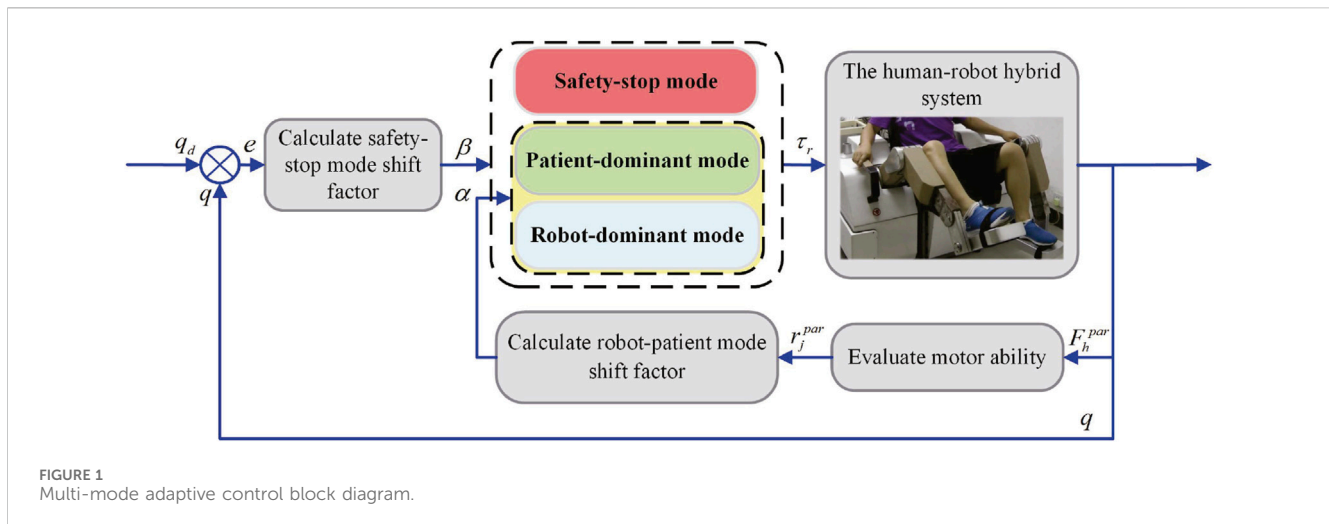 Safety-stop mode
Patient-dominant mode
Robot-dominant mode
The human-robot hybrid
system
q_d
e
q
Calculate safety-
stop mode shift
factor
β
α
τ_r
Calculate robot-patient mode
shift factor
r_j^{par}
Evaluate motor ability
F_h^{par}
q
FIGURE 1
Multi-mode adaptive control block diagram.